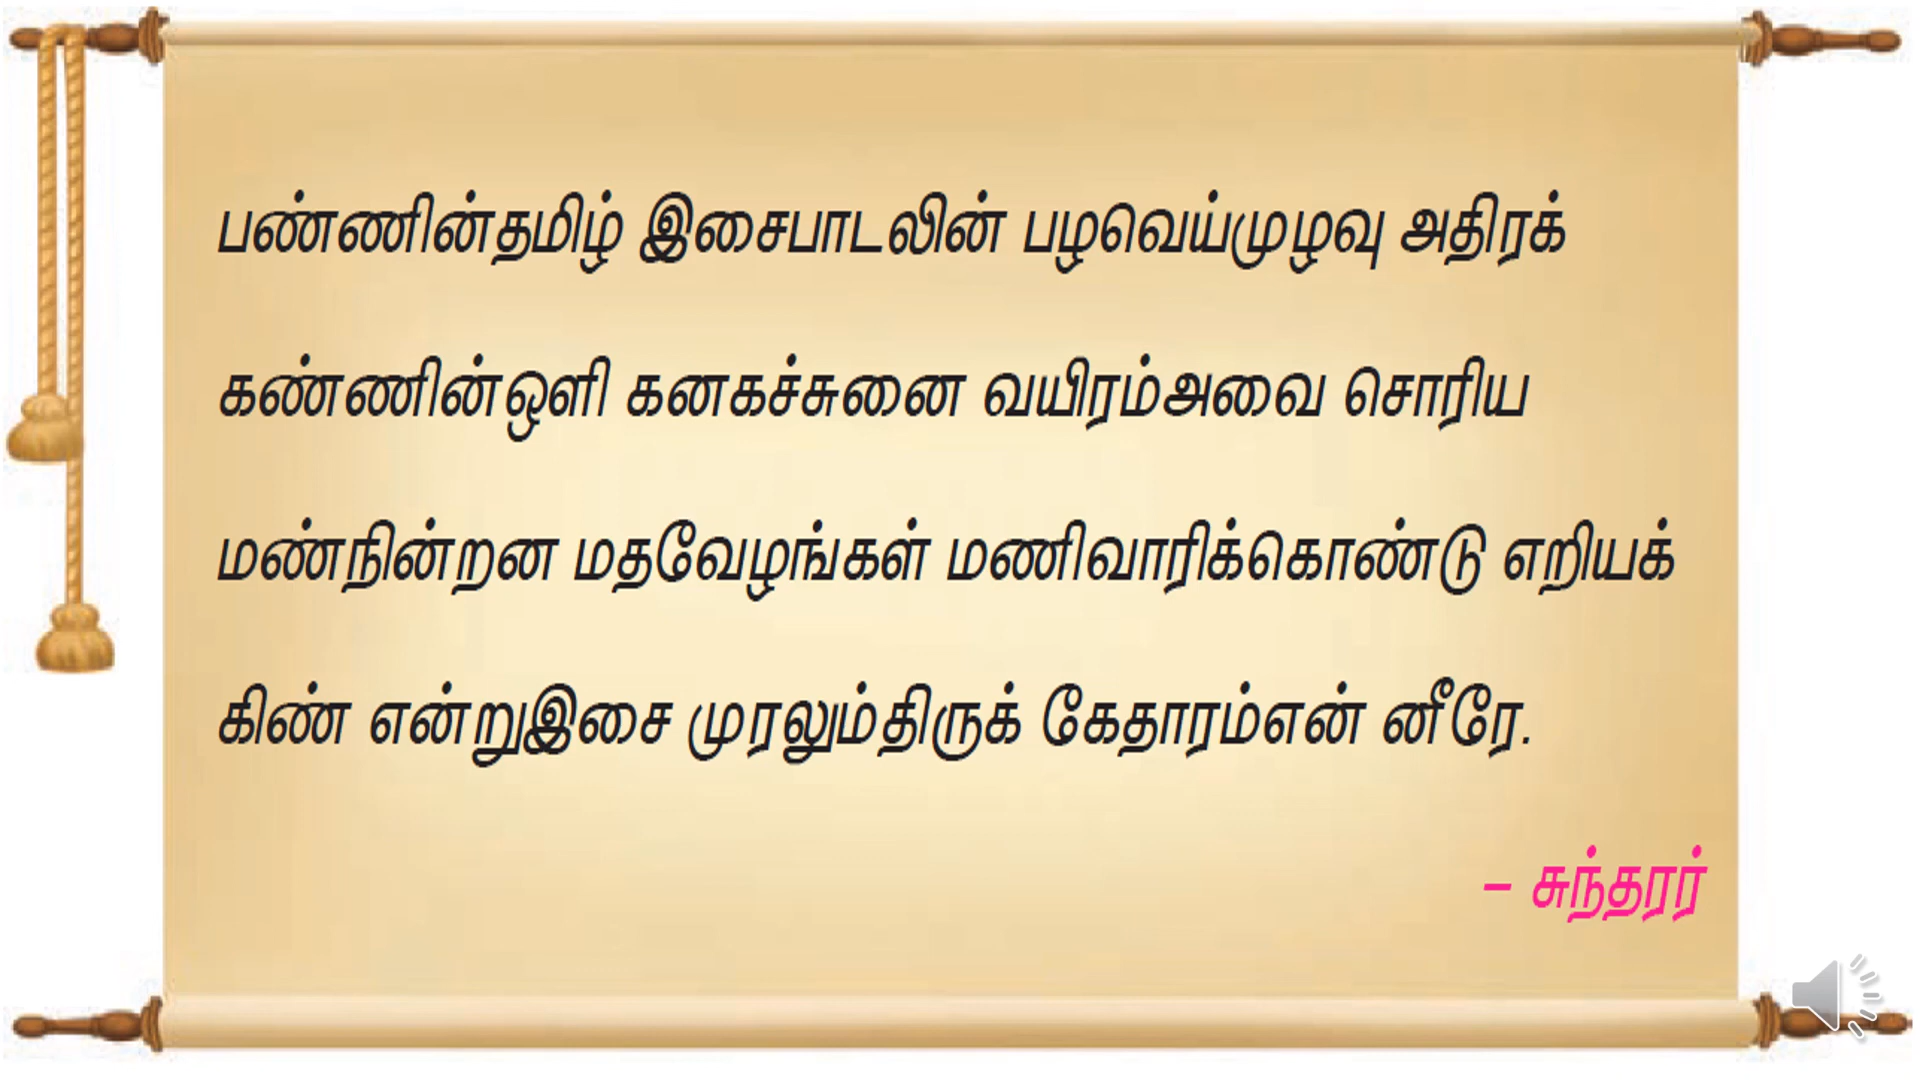 பண்ணின்தமிழ் இசைபாடலின் பழவெய்முழவு அதிரக்
கண்ணின்ஒளி கனகச்சுனை வயிரம்அவை சொரிய
மண்நின்றன மதவேழங்கள் மணிவாரிக்கொண்டு எறியக்
கிண் என்றுஇசை முரலும்திருக் கேதாரம்என் னீரே.
– சுந்தரர்